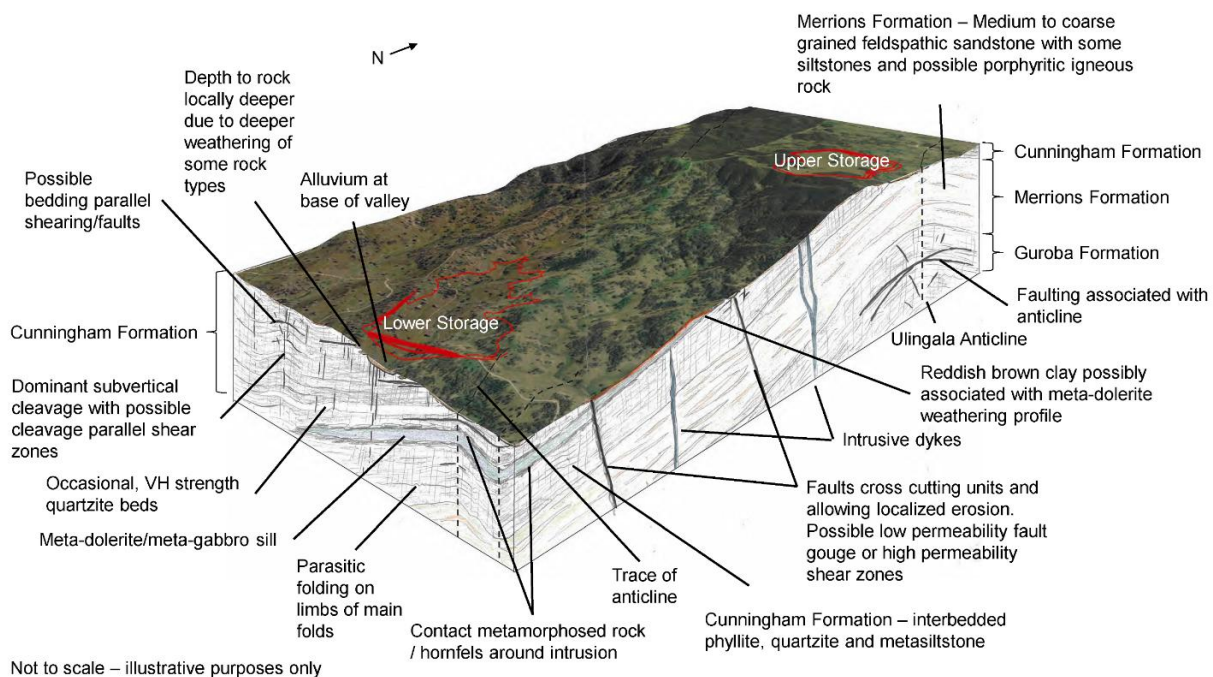 N
Merrions Formation – Medium to coarse
grained feldspathic sandstone with some
siltstones and possible porphyritic igneous
rock
Depth to rock
locally deeper
due to deeper
weathering of
some rock
types
Possible
bedding parallel
shearing/faults
Alluvium at
base of valley
Upper Storage
Cunningham Formation
Merrions Formation
Guroba Formation
Faulting associated with
anticline
Ulingala Anticline
Cunningham Formation
Lower Storage
Reddish brown clay possibly
associated with meta-dolerite
weathering profile
Dominant subvertical
cleavage with possible
cleavage parallel shear
zones
Intrusive dykes
Occasional, VH strength
quartzite beds
Faults cross cutting units and
allowing localized erosion.
Possible low permeability fault
gouge or high permeability
shear zones
Meta-dolerite/meta-gabbro sill
Parasitic
folding on
limbs of main
folds
Trace of
anticline
Contact metamorphosed rock
/ hornfels around intrusion
Cunningham Formation – interbedded
phyllite, quartzite and metasiltstone
Not to scale – illustrative purposes only